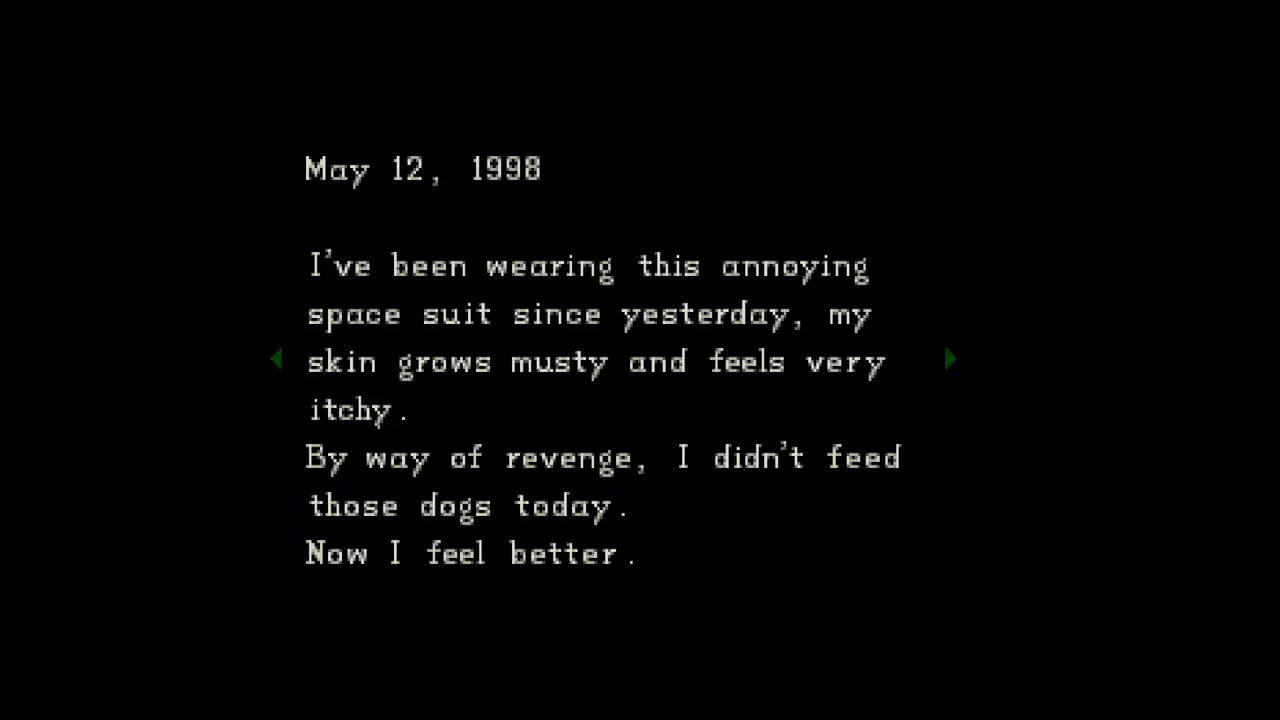 May 12, 1998
I've been wearing this annoying
space suit since yesterday, my
skin grows musty and feels very
itchy.
By way of revenge, I didn't feed
those dogs today.
Now I feel better.